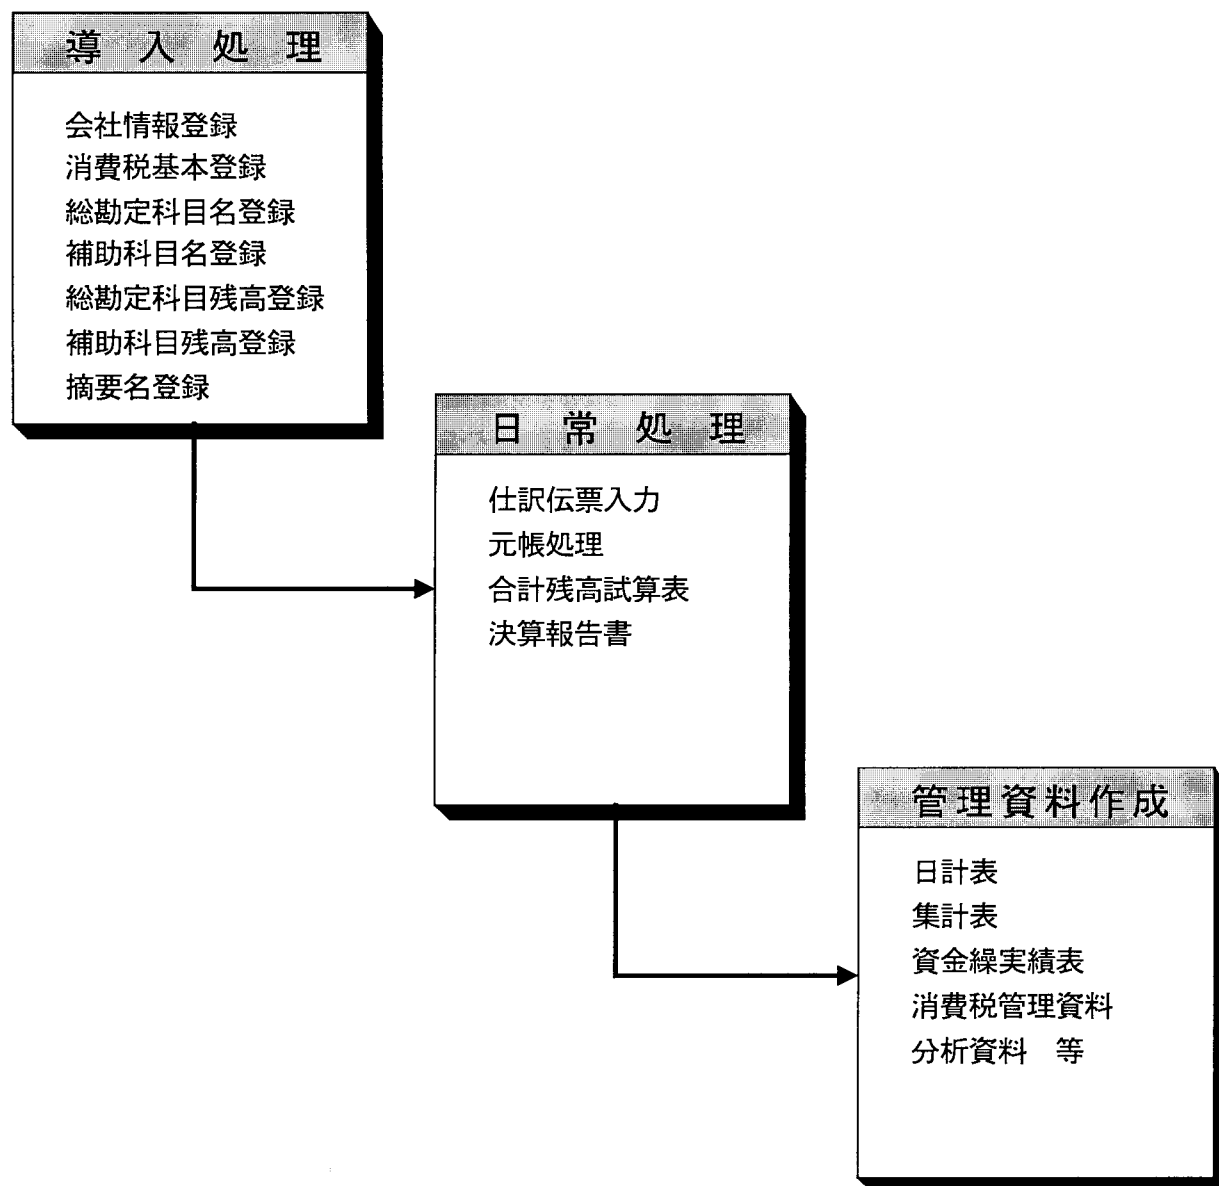 導入処理
会社情報登録
消費税基本登録
総勘定科目名登録
補助科目名登録
総勘定科目残高登録
補助科目残高登録
摘要名登録
日常処理
仕訳伝票入力
元帳処理
合計残高試算表
決算報告書
管理資料作成
日計表
集計表
資金繰実績表
消費税管理資料
分析資料　等